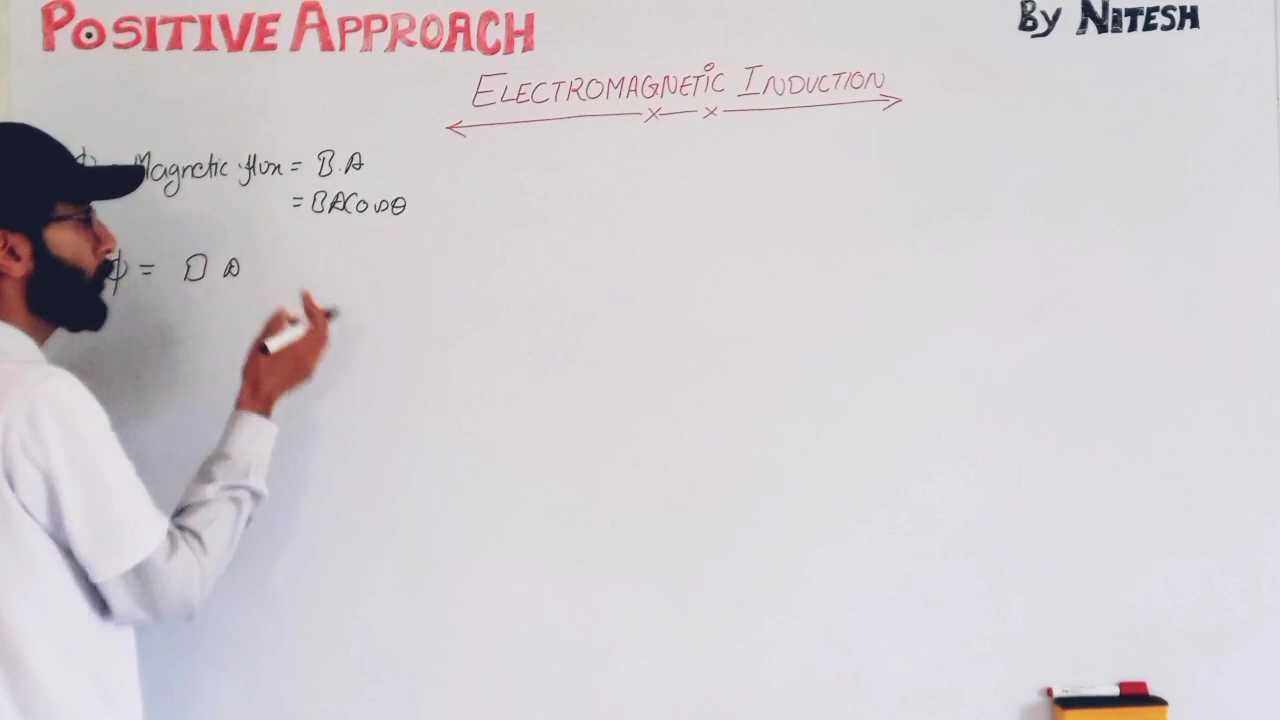 POSITIVE APPROACH
By NITESH
ELECTROMAGNETIC INDUCTION
Magnetic flux = B.A
= BACosθ
ϕ =